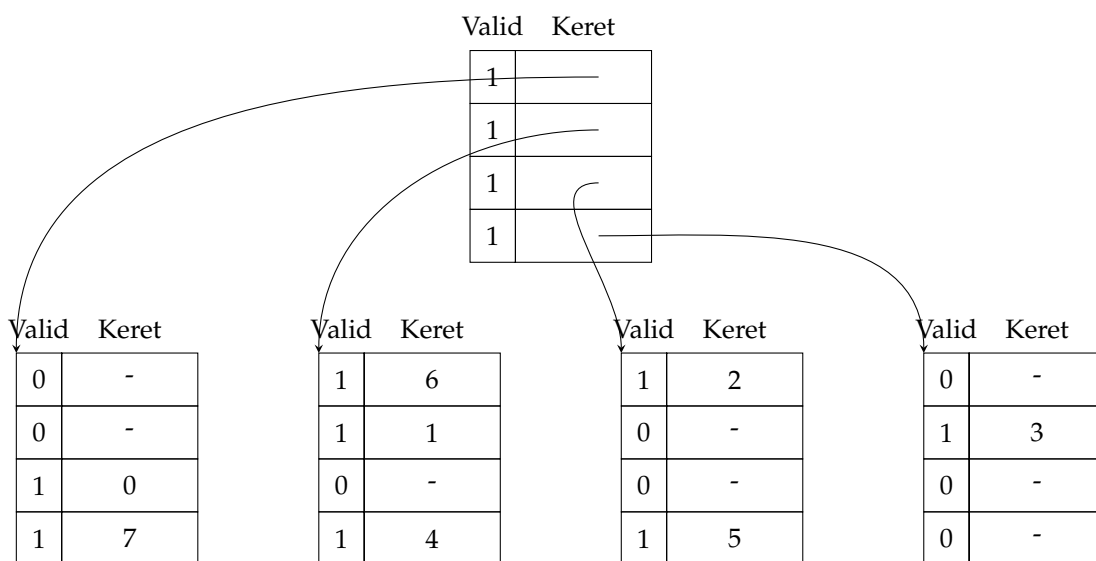 Valid Keret
1
1
1
1
Valid Keret Valid Keret Valid Keret Valid Keret
0 - 1 6 1 2 0 -
0 - 1 1 0 - 1 3
1 0 0 - 0 - 0 -
1 7 1 4 1 5 0 -